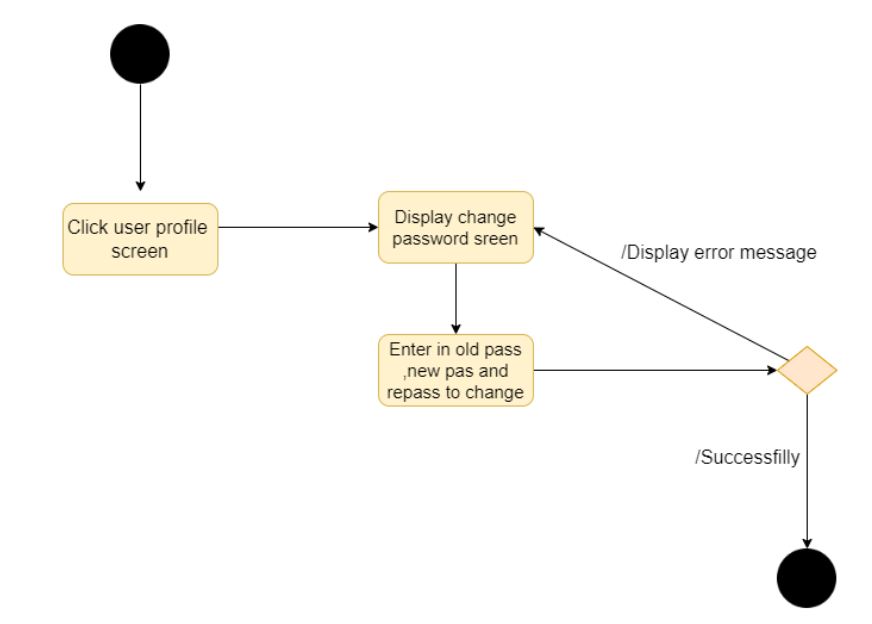 Click user profile
screen
Display change
password sreen
/Display error message
Enter in old pass
,new pas and
repass to change
/Successfilly